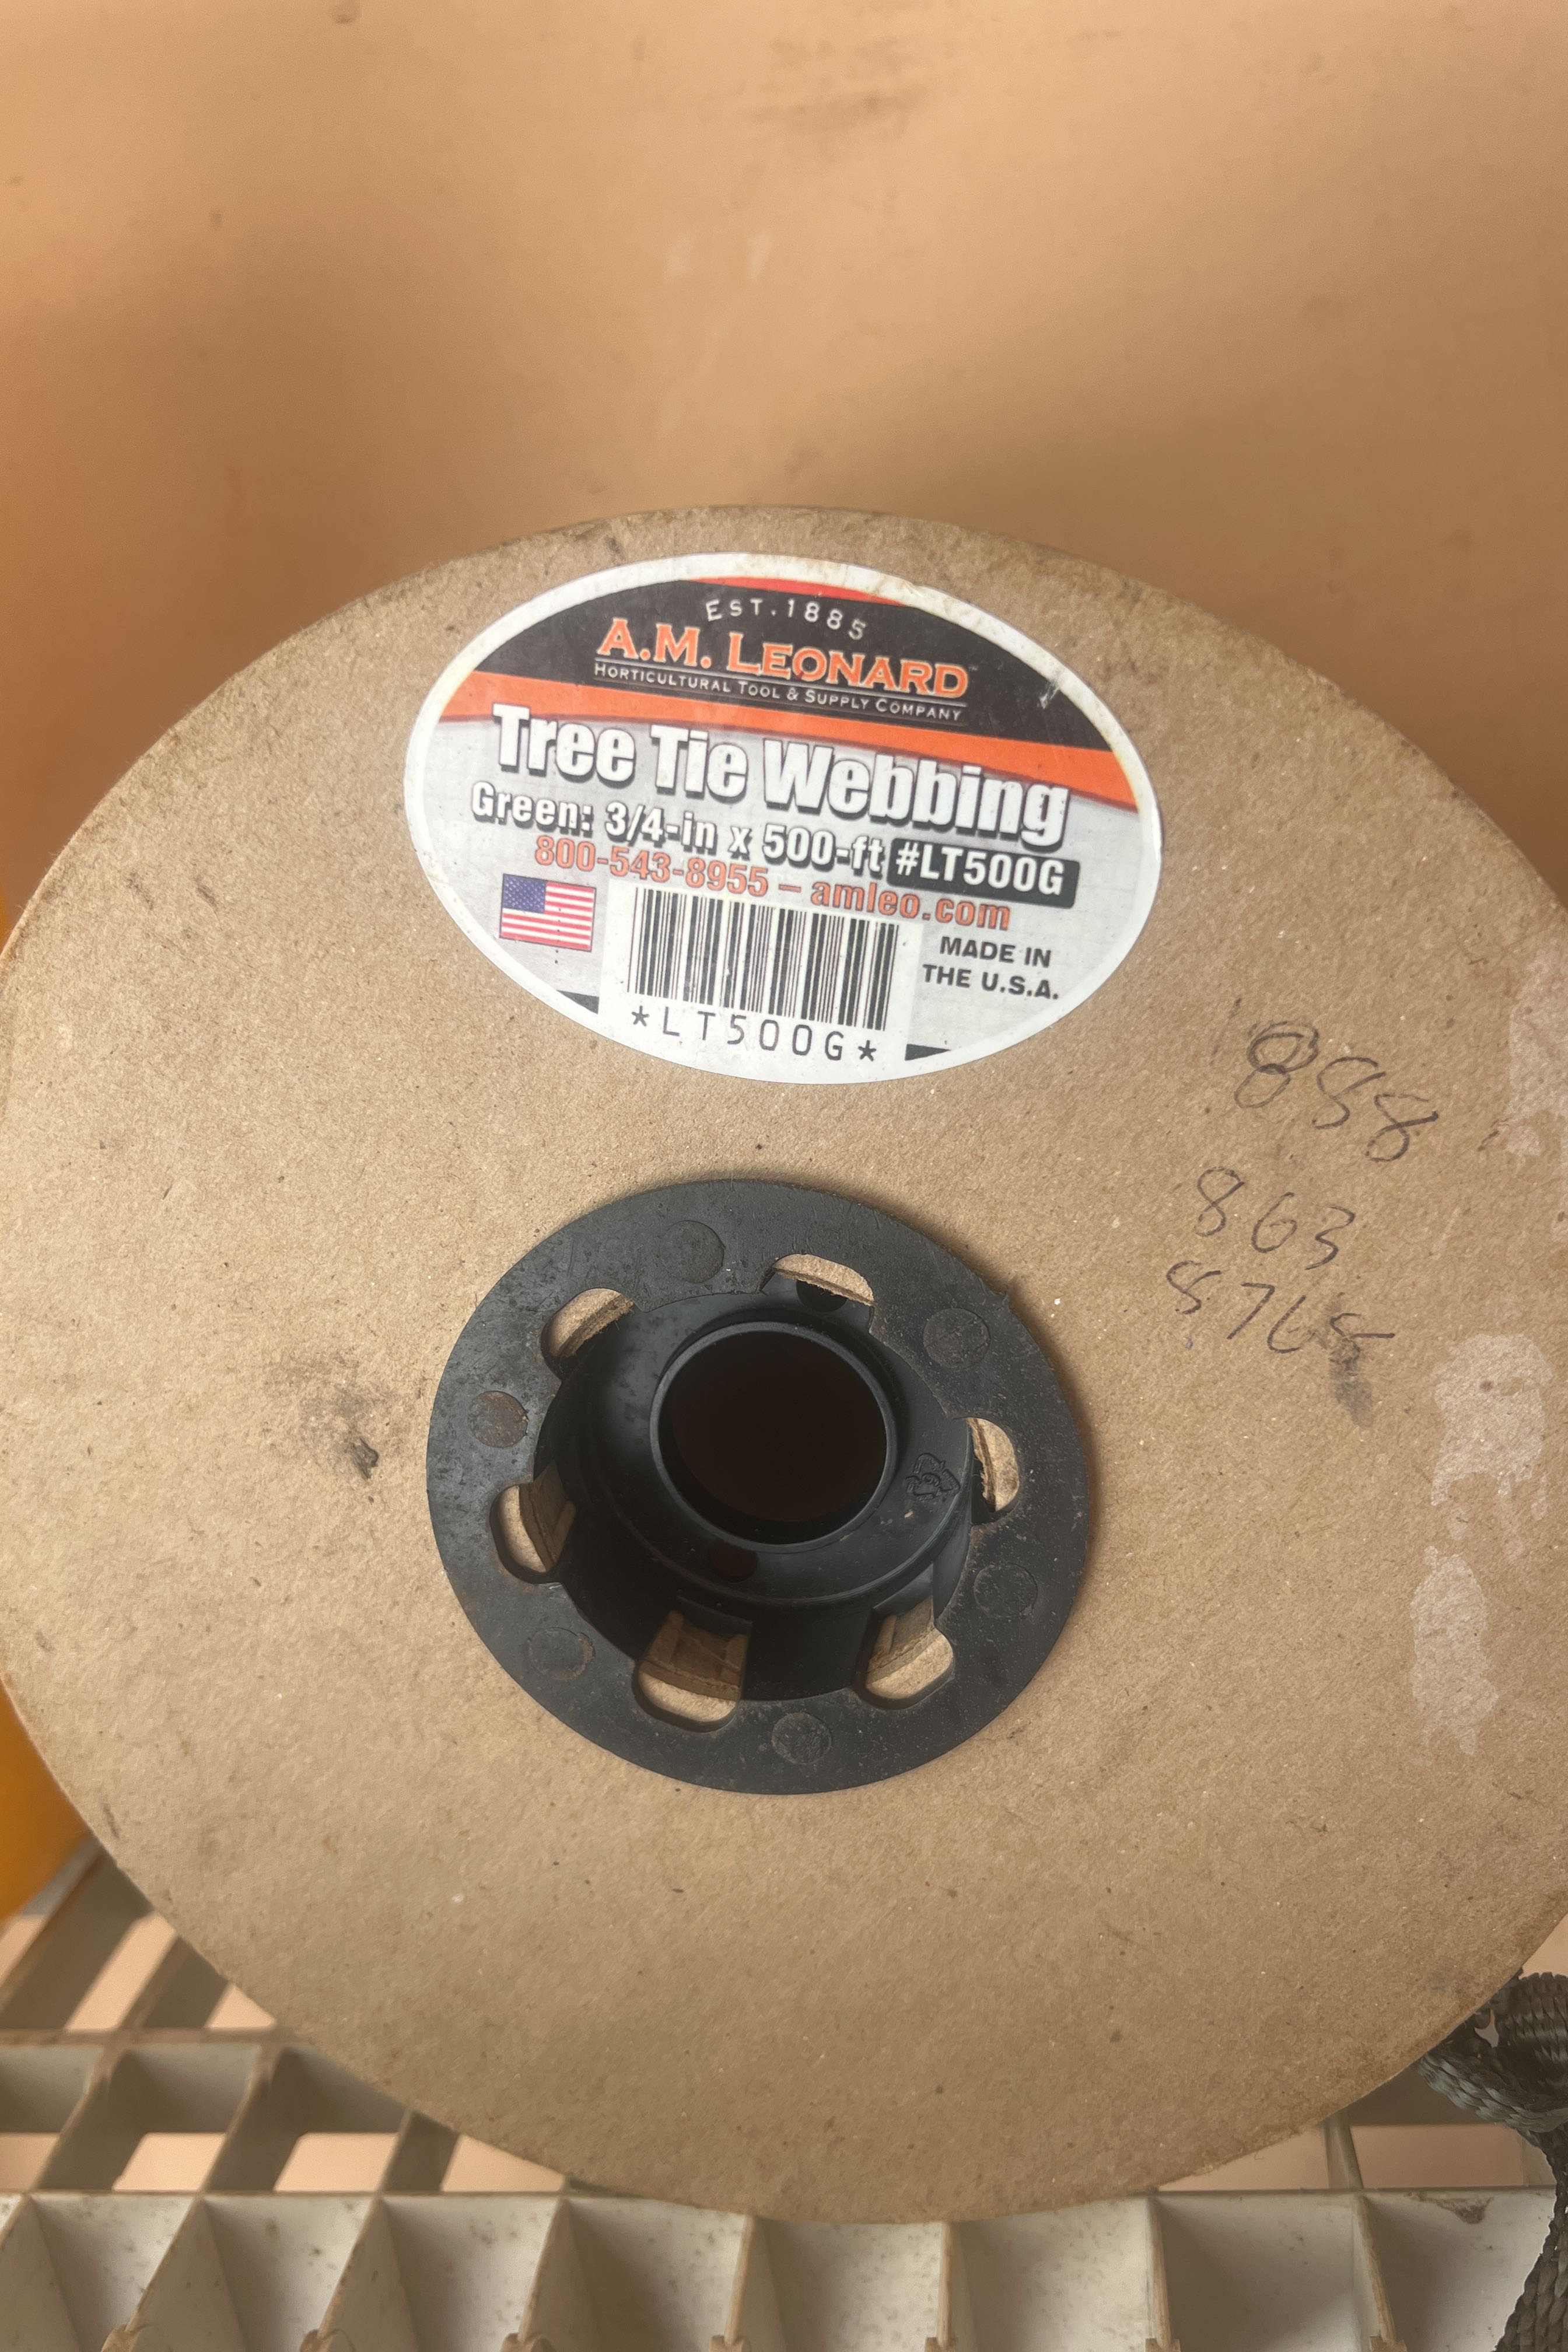 EST. 1885
A.M. LEONARD
HORTICULTURAL TOOL & SUPPLY COMPANY
Tree Tie Webbing
Green: 3/4-in x 500-ft #LT500G
800-543-8955 – amleo.com
MADE IN
THE U.S.A.
*LT500G*
858
863